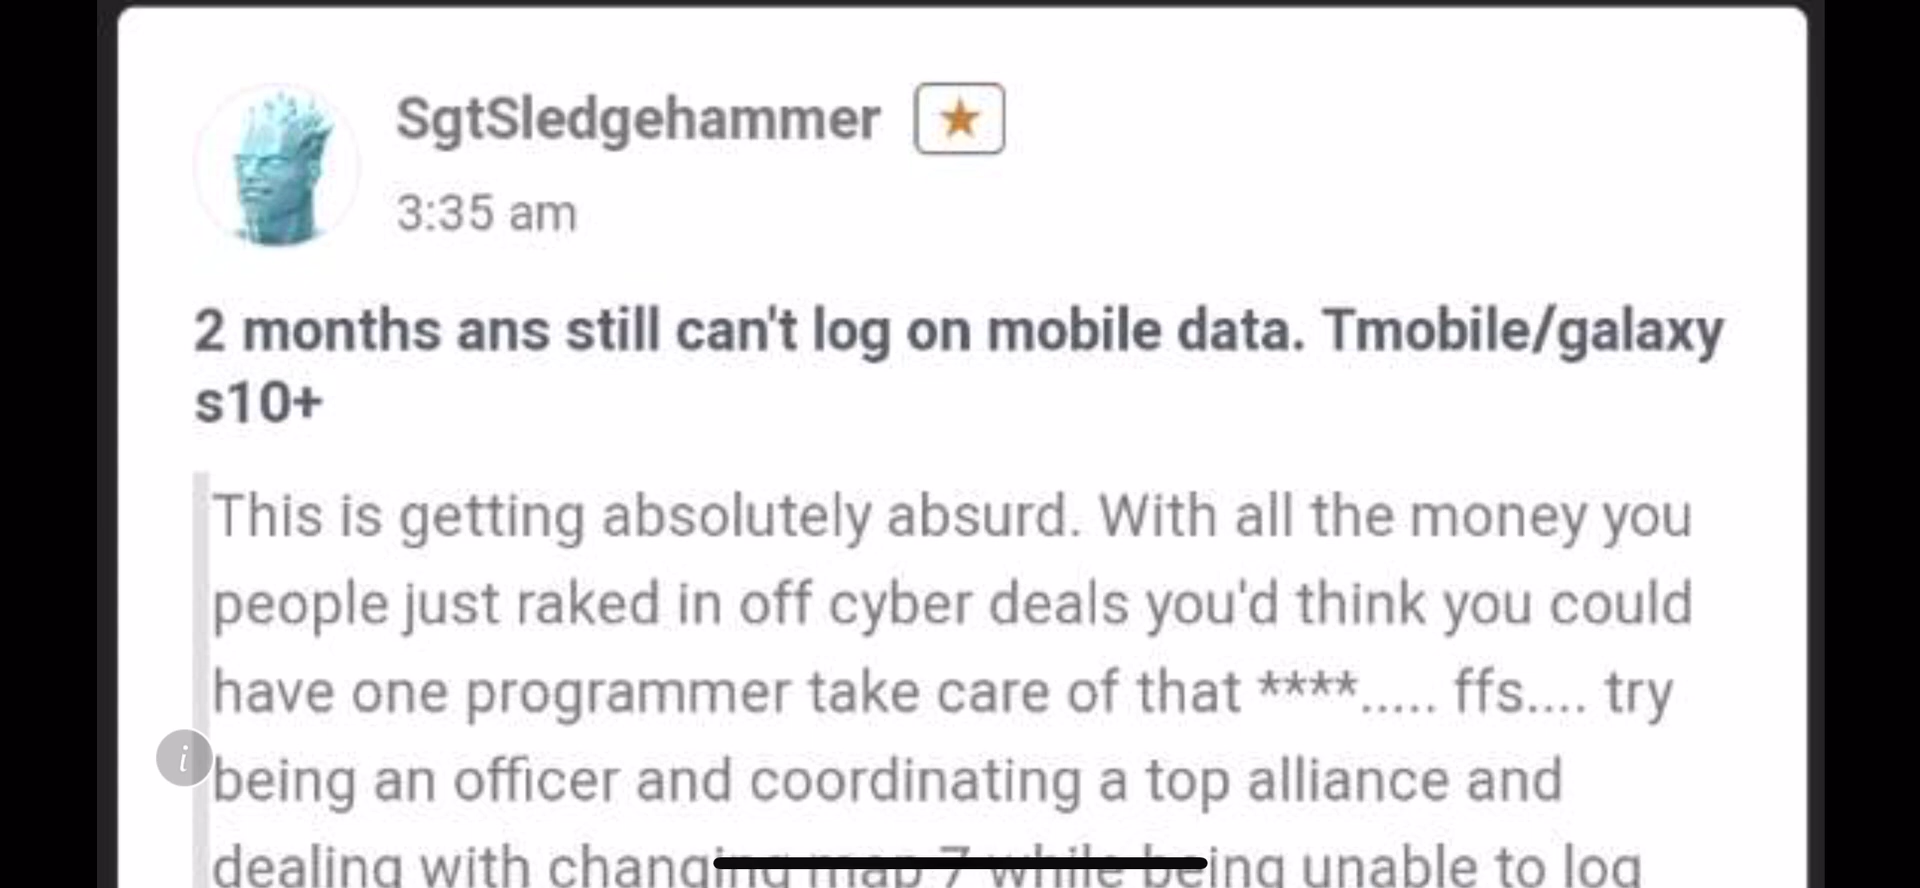 SgtSledgehammer
3:35 am
2 months ans still can't log on mobile data. Tmobile/galaxy
s10+
This is getting absolutely absurd. With all the money you
people just raked in off cyber deals you'd think you could
have one programmer take care of that ****..... ffs.... try
i
being an officer and coordinating a top alliance and
dealing with changing map 7 while being unable to log